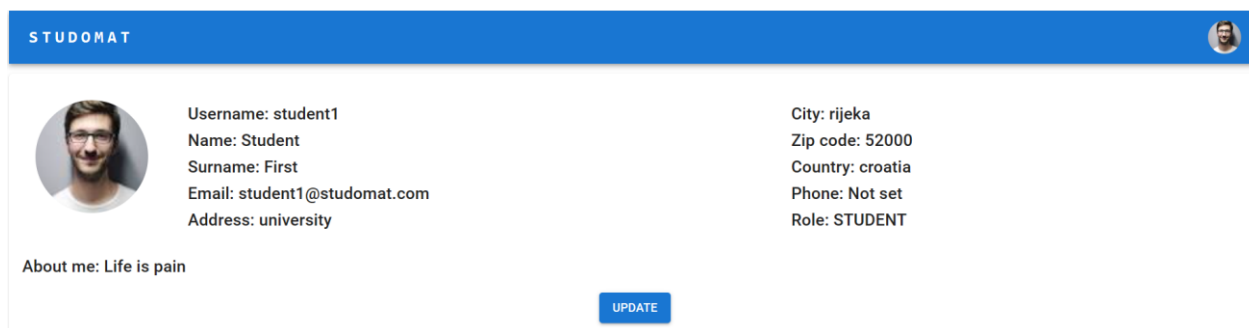 STUDOMAT
Username: student1
Name: Student
Surname: First
Email: student1@studomat.com
Address: university
City: rijeka
Zip code: 52000
Country: croatia
Phone: Not set
Role: STUDENT
About me: Life is pain
UPDATE